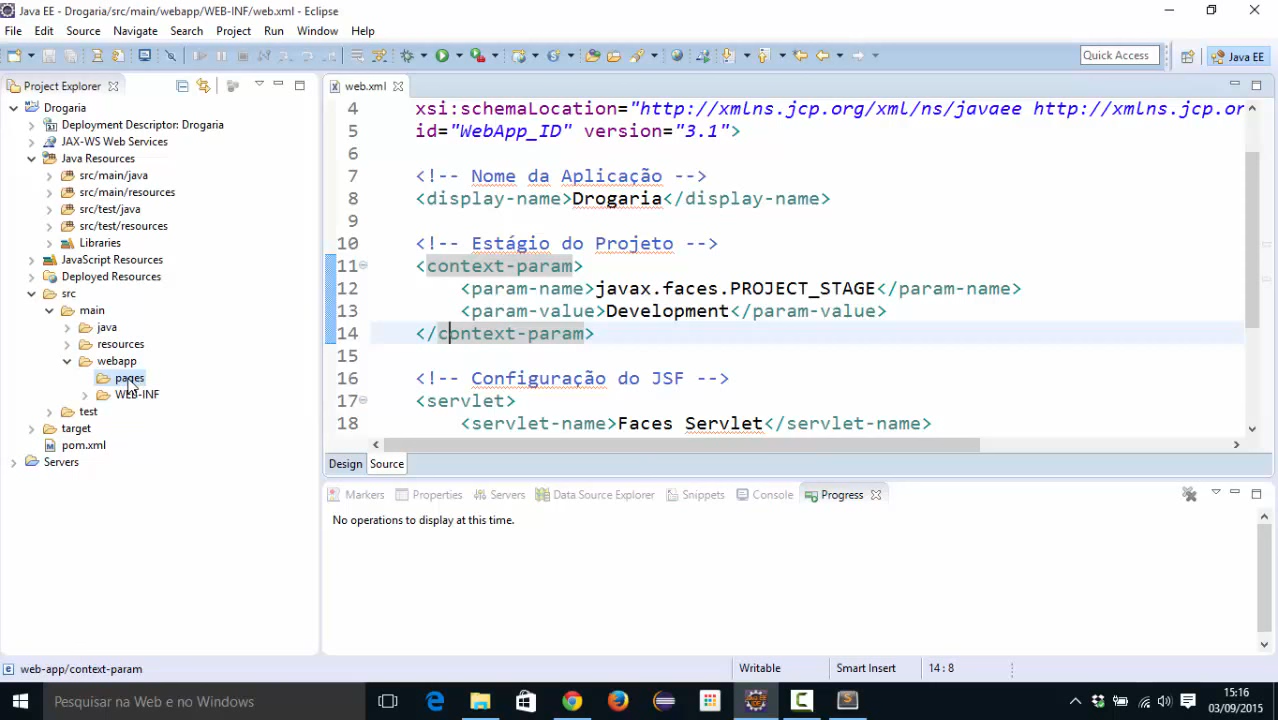 Java EE - Drogaria/src/main/webapp/WEB-INF/web.xml - Eclipse
File Edit Source Navigate Search Project Run Window Help
Quick Access
Java EE
Project Explorer
web.xml
Drogaria
Deployment Descriptor: Drogaria
JAX-WS Web Services
Java Resources
src/main/java
src/main/resources
src/test/java
src/test/resources
Libraries
JavaScript Resources
Deployed Resources
src
main
java
resources
webapp
pages
WEB-INF
test
target
pom.xml
Servers
4 xsi:schemaLocation="http://xmlns.jcp.org/xml/ns/javaee http://xmlns.jcp.or
5 id="WebApp_ID" version="3.1">
6
7 <!-- Nome da Aplicação -->
8 <display-name>Drogaria</display-name>
9
10 <!-- Estágio do Projeto -->
11 <context-param>
12 <param-name>javax.faces.PROJECT_STAGE</param-name>
13 <param-value>Development</param-value>
14 </context-param>
15
16 <!-- Configuração do JSF -->
17 <servlet>
18 <servlet-name>Faces Servlet</servlet-name>
Design Source
Markers Properties Servers Data Source Explorer Snippets Console Progress
No operations to display at this time.
web-app/context-param
Writable
Smart Insert
14 : 8
Pesquisar na Web e no Windows
15:16
03/09/2015